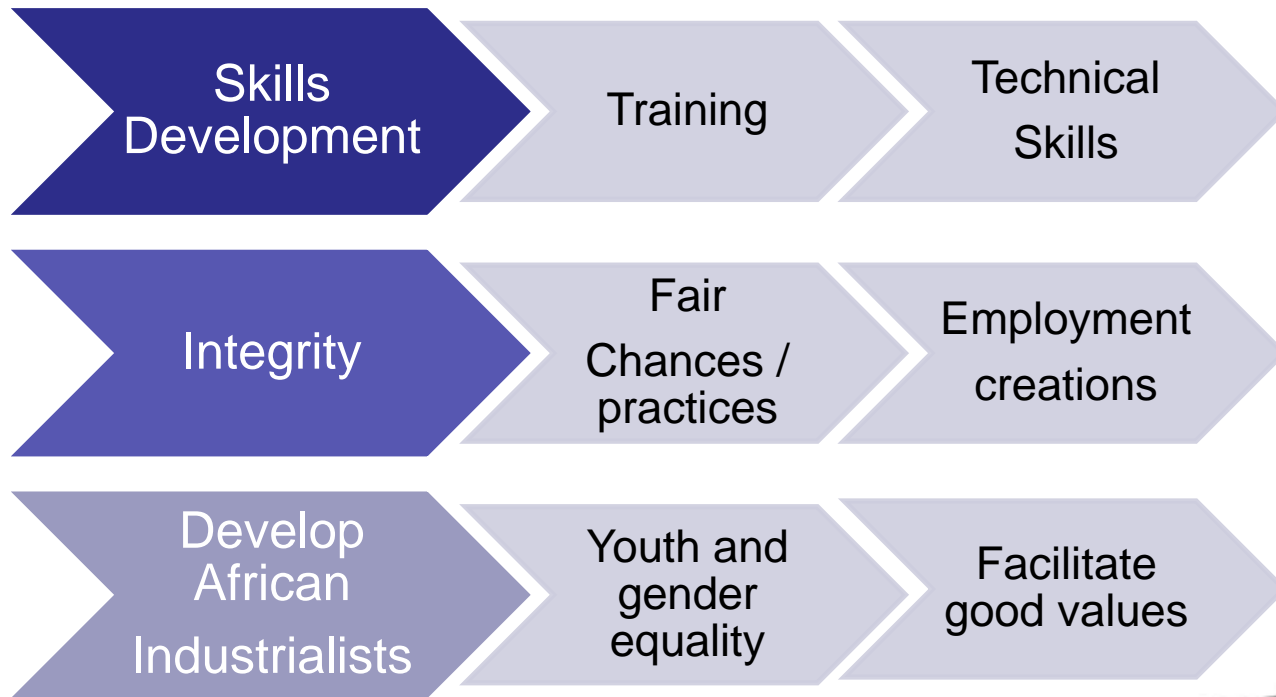 Skills
Development
Training
Technical
Skills
Integrity
Fair
Chances /
practices
Employment
creations
Develop
African
Industrialists
Youth and
gender
equality
Facilitate
good values